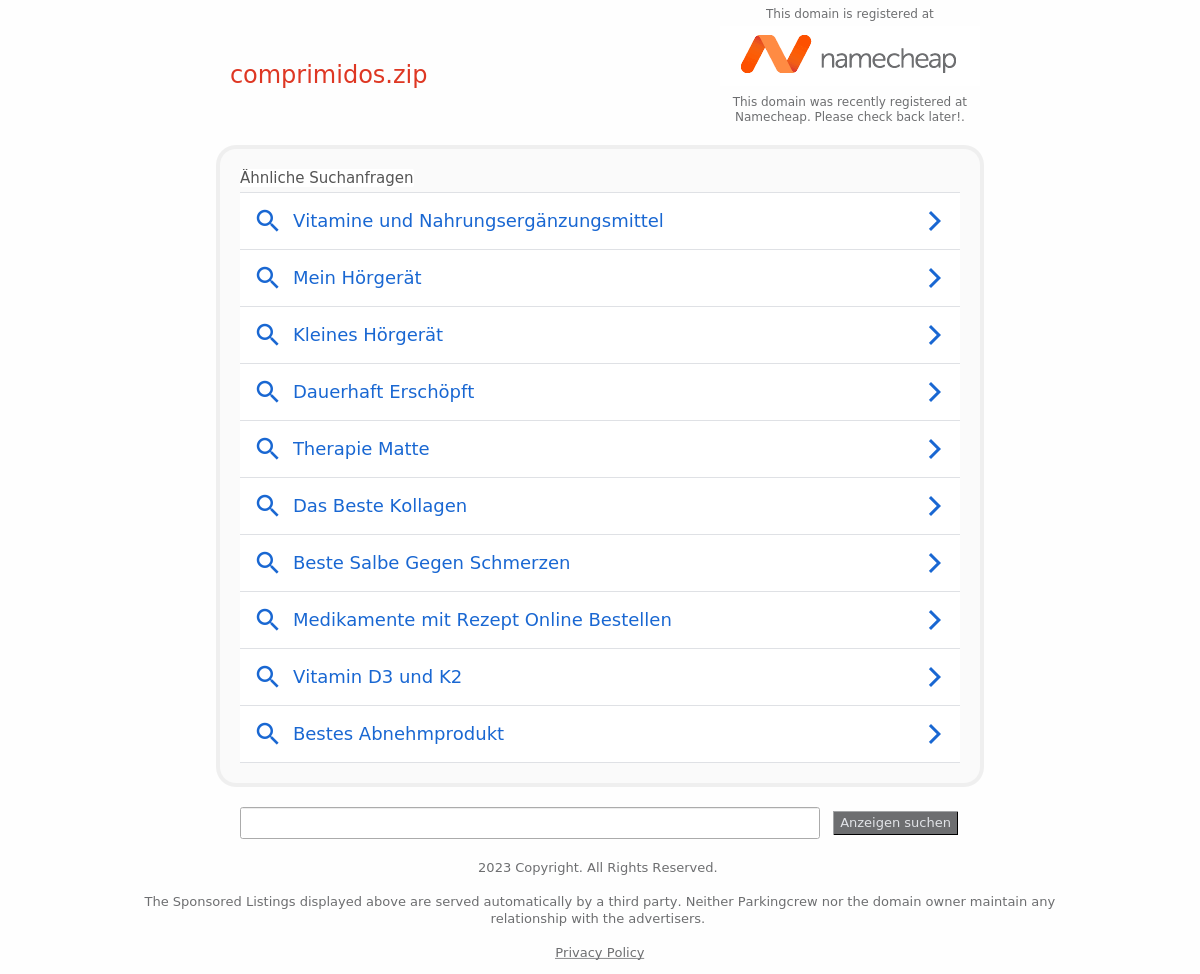 This domain is registered at
namecheap
comprimidos.zip
This domain was recently registered at
Namecheap. Please check back later!.
Ähnliche Suchanfragen
Vitamine und Nahrungsergänzungsmittel
Mein Hörgerät
Kleines Hörgerät
Dauerhaft Erschöpft
Therapie Matte
Das Beste Kollagen
Beste Salbe Gegen Schmerzen
Medikamente mit Rezept Online Bestellen
Vitamin D3 und K2
Bestes Abnehmprodukt
Anzeigen suchen
2023 Copyright. All Rights Reserved.
The Sponsored Listings displayed above are served automatically by a third party. Neither Parkingcrew nor the domain owner maintain any
relationship with the advertisers.
Privacy Policy